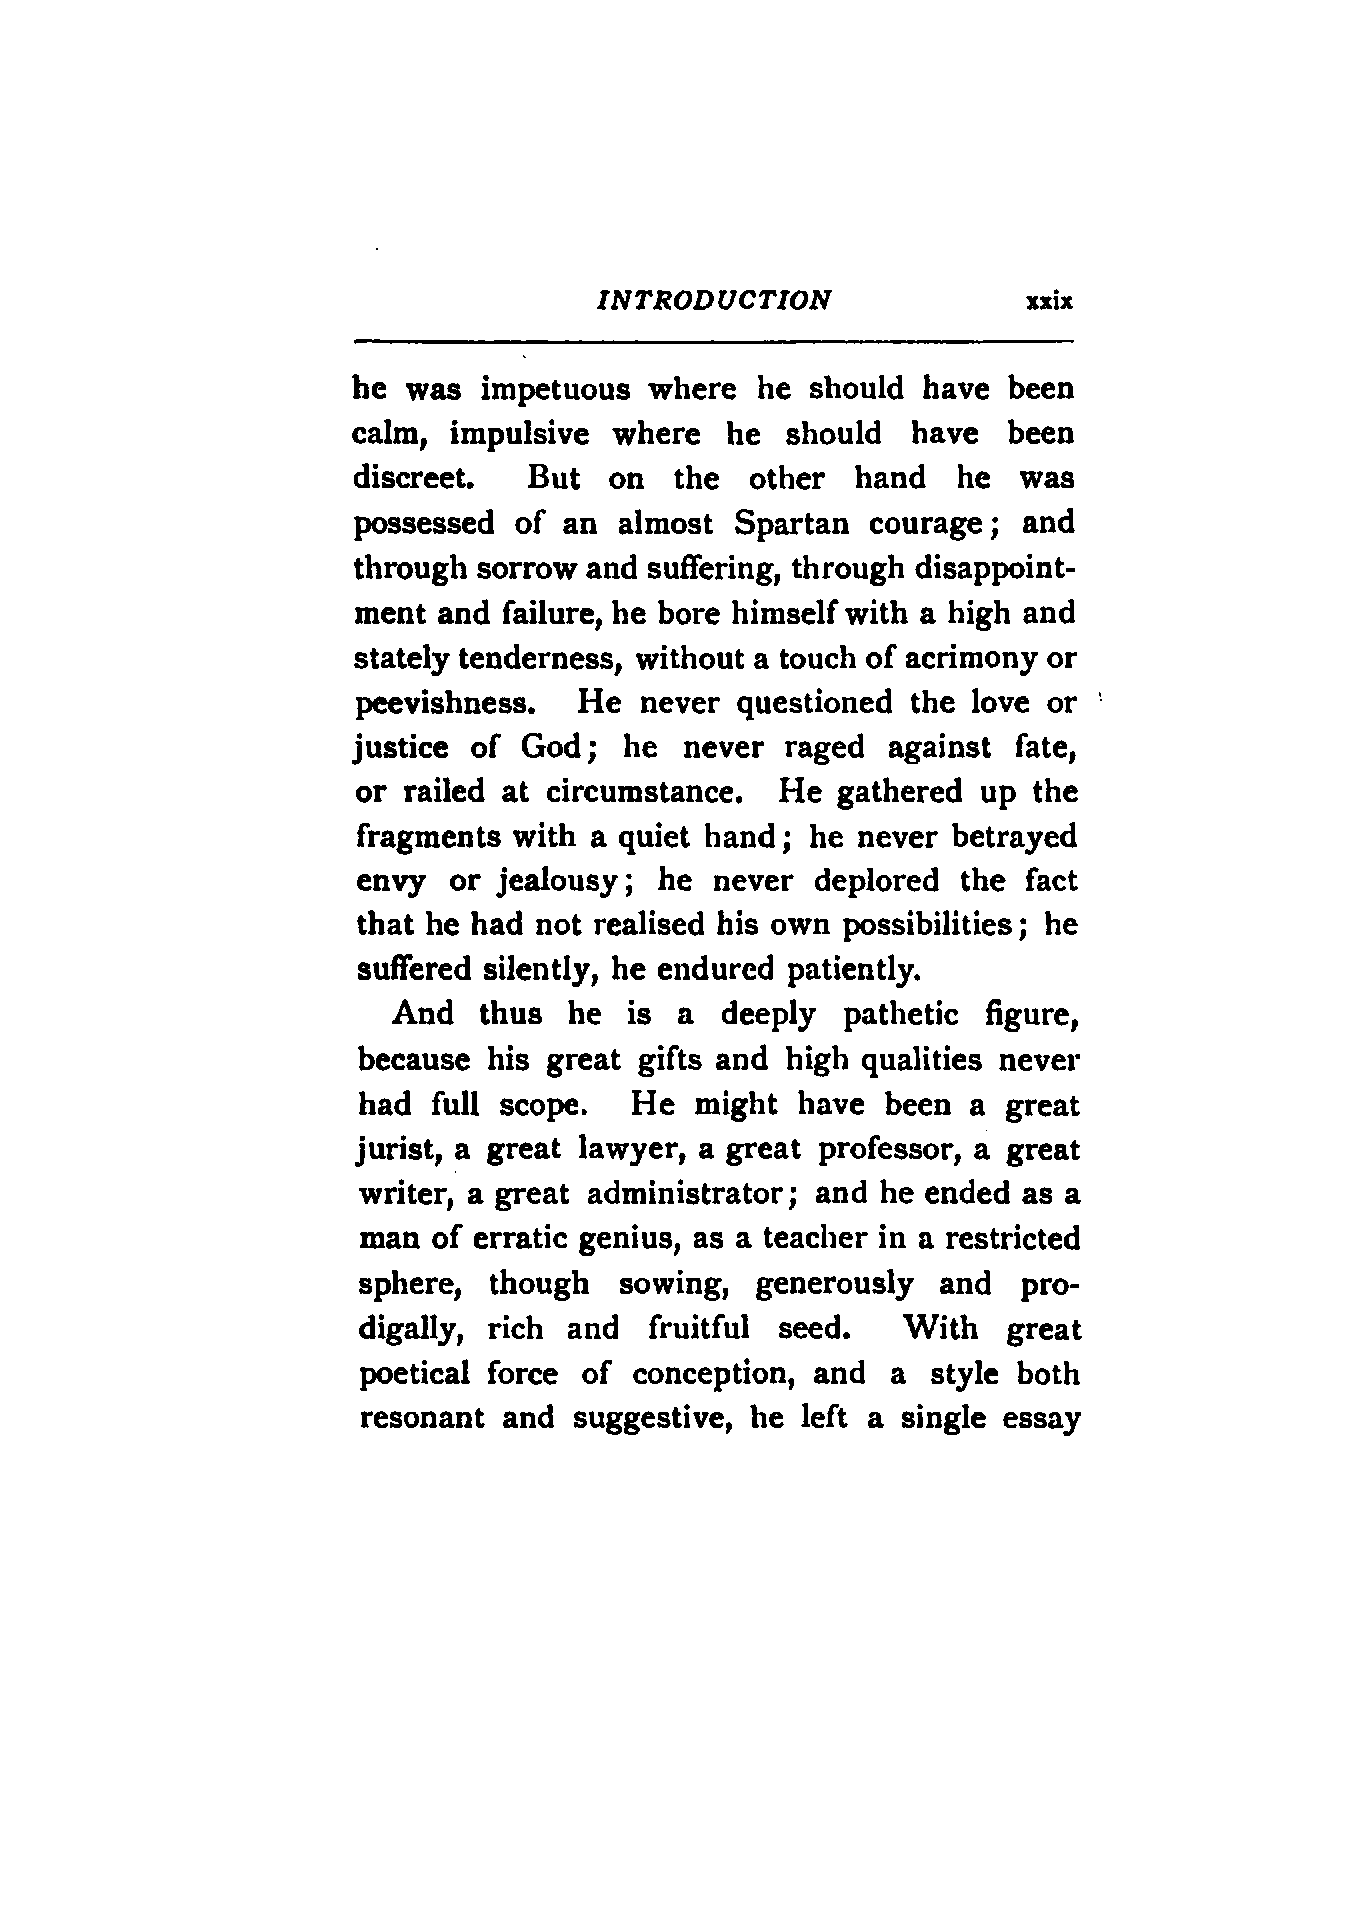 INTRODUCTION xxix
he was impetuous where he should have been
calm, impulsive where he should have been
discreet. But on the other hand he was
possessed of an almost Spartan courage; and
through sorrow and suffering, through disappoint-
ment and failure, he bore himself with a high and
stately tenderness, without a touch of acrimony or
peevishness. He never questioned the love or
justice of God; he never raged against fate,
or railed at circumstance. He gathered up the
fragments with a quiet hand; he never betrayed
envy or jealousy; he never deplored the fact
that he had not realised his own possibilities; he
suffered silently, he endured patiently.
And thus he is a deeply pathetic figure,
because his great gifts and high qualities never
had full scope. He might have been a great
jurist, a great lawyer, a great professor, a great
writer, a great administrator; and he ended as a
man of erratic genius, as a teacher in a restricted
sphere, though sowing, generously and pro-
digally, rich and fruitful seed. With great
poetical force of conception, and a style both
resonant and suggestive, he left a single essay